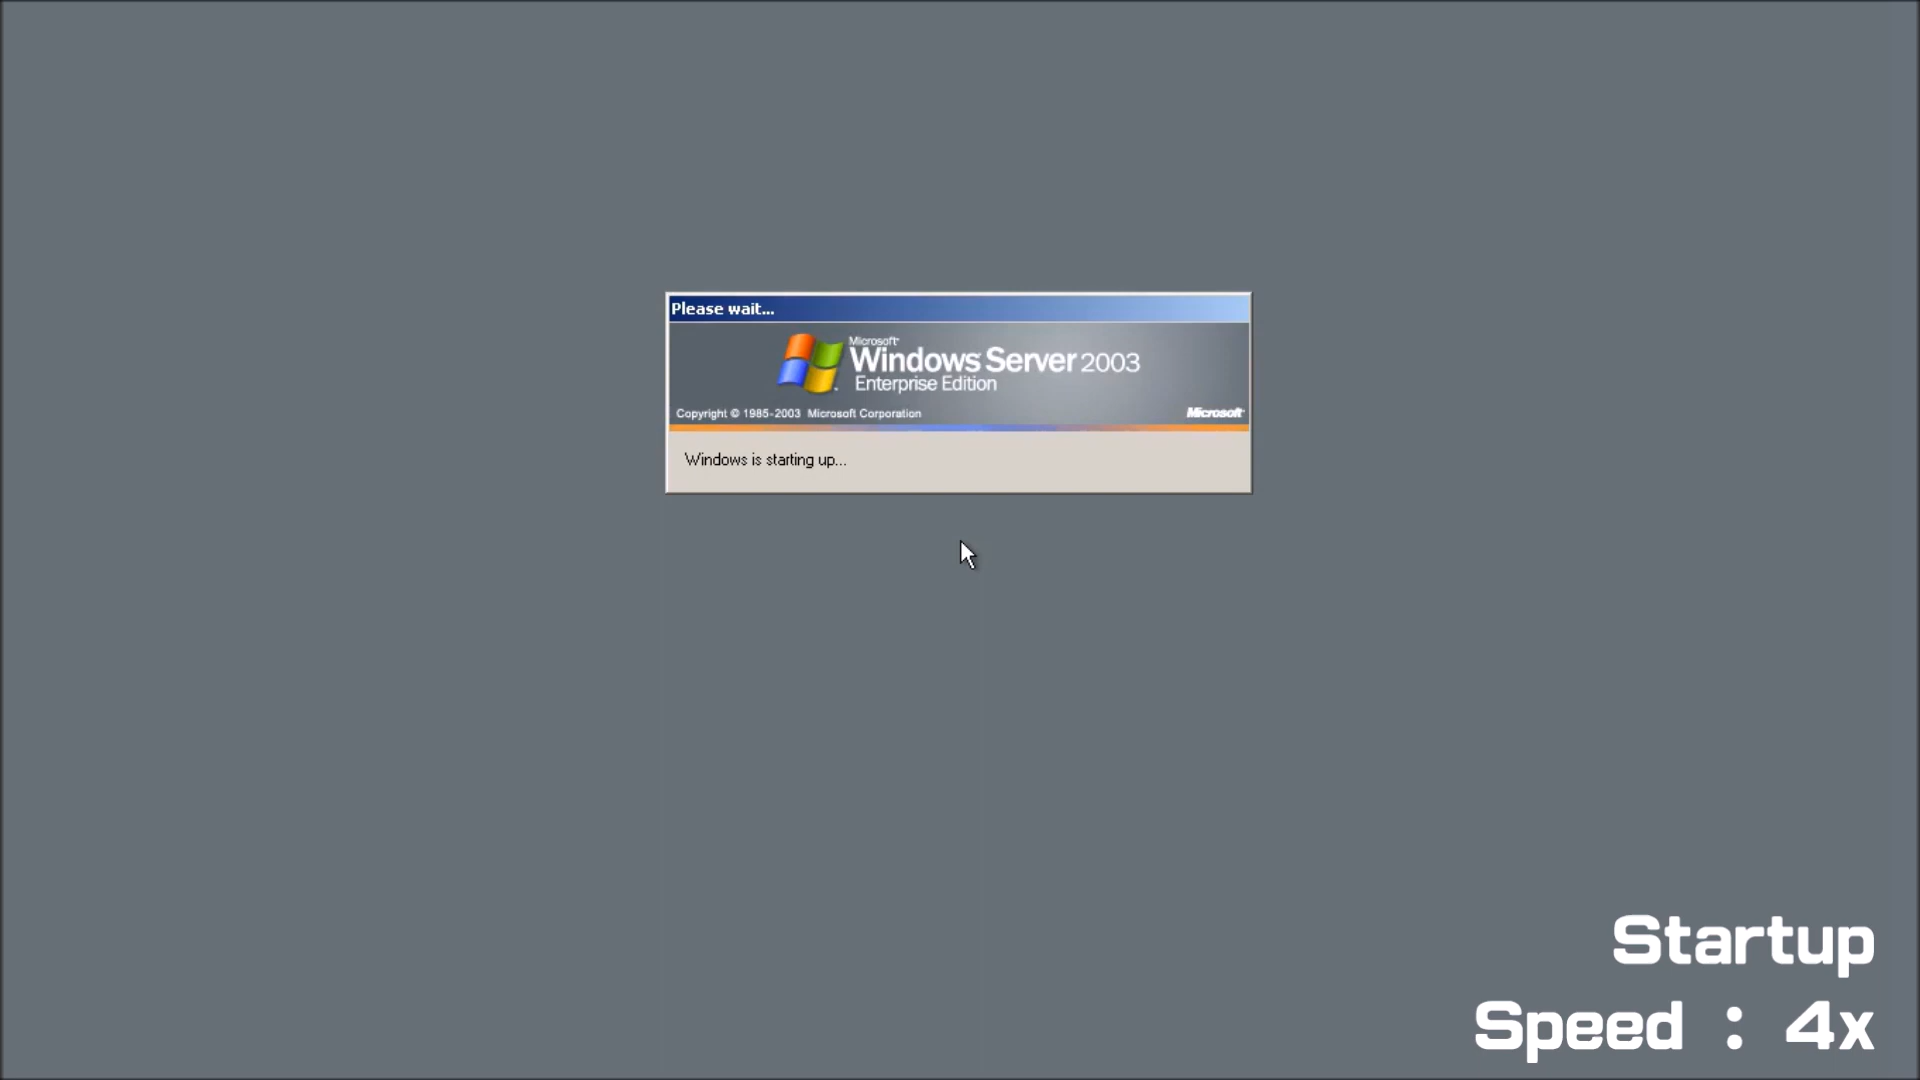 Please wait...
Microsoft
Windows Server 2003
Enterprise Edition
Copyright © 1985-2003 Microsoft Corporation
Microsoft
Windows is starting up...
Startup
Speed : 4x